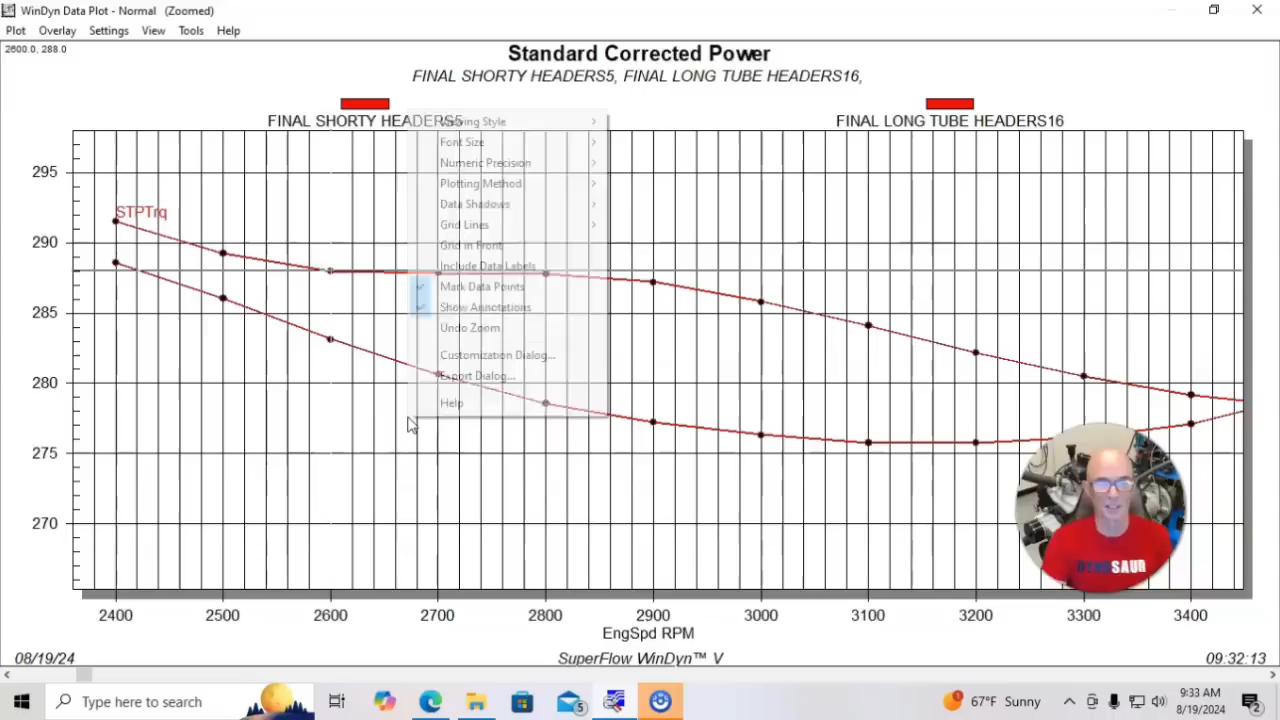 WinDyn Data Plot - Normal (Zoomed)
Plot Overlay Settings View Tools Help
2600.0, 288.0
Standard Corrected Power
FINAL SHORTY HEADERS5, FINAL LONG TUBE HEADERS16,
FINAL SHORTY HEADERS5 FINAL LONG TUBE HEADERS16
Viewing Style
Font Size
Numeric Precision
Plotting Method
Data Shadows
Grid Lines
Grid in Front
Include Data Labels
Mark Data Points
Show Annotations
Undo Zoom
Customization Dialog...
Export Dialog...
Help
STPTrq
295
290
285
280
275
270
DYNOSAUR
2400 2500 2600 2700 2800 2900 3000 3100 3200 3300 3400
EngSpd RPM
08/19/24 SuperFlow WinDyn™ V 09:32:13
Type here to search
5
67°F Sunny
9:33 AM
8/19/2024
2